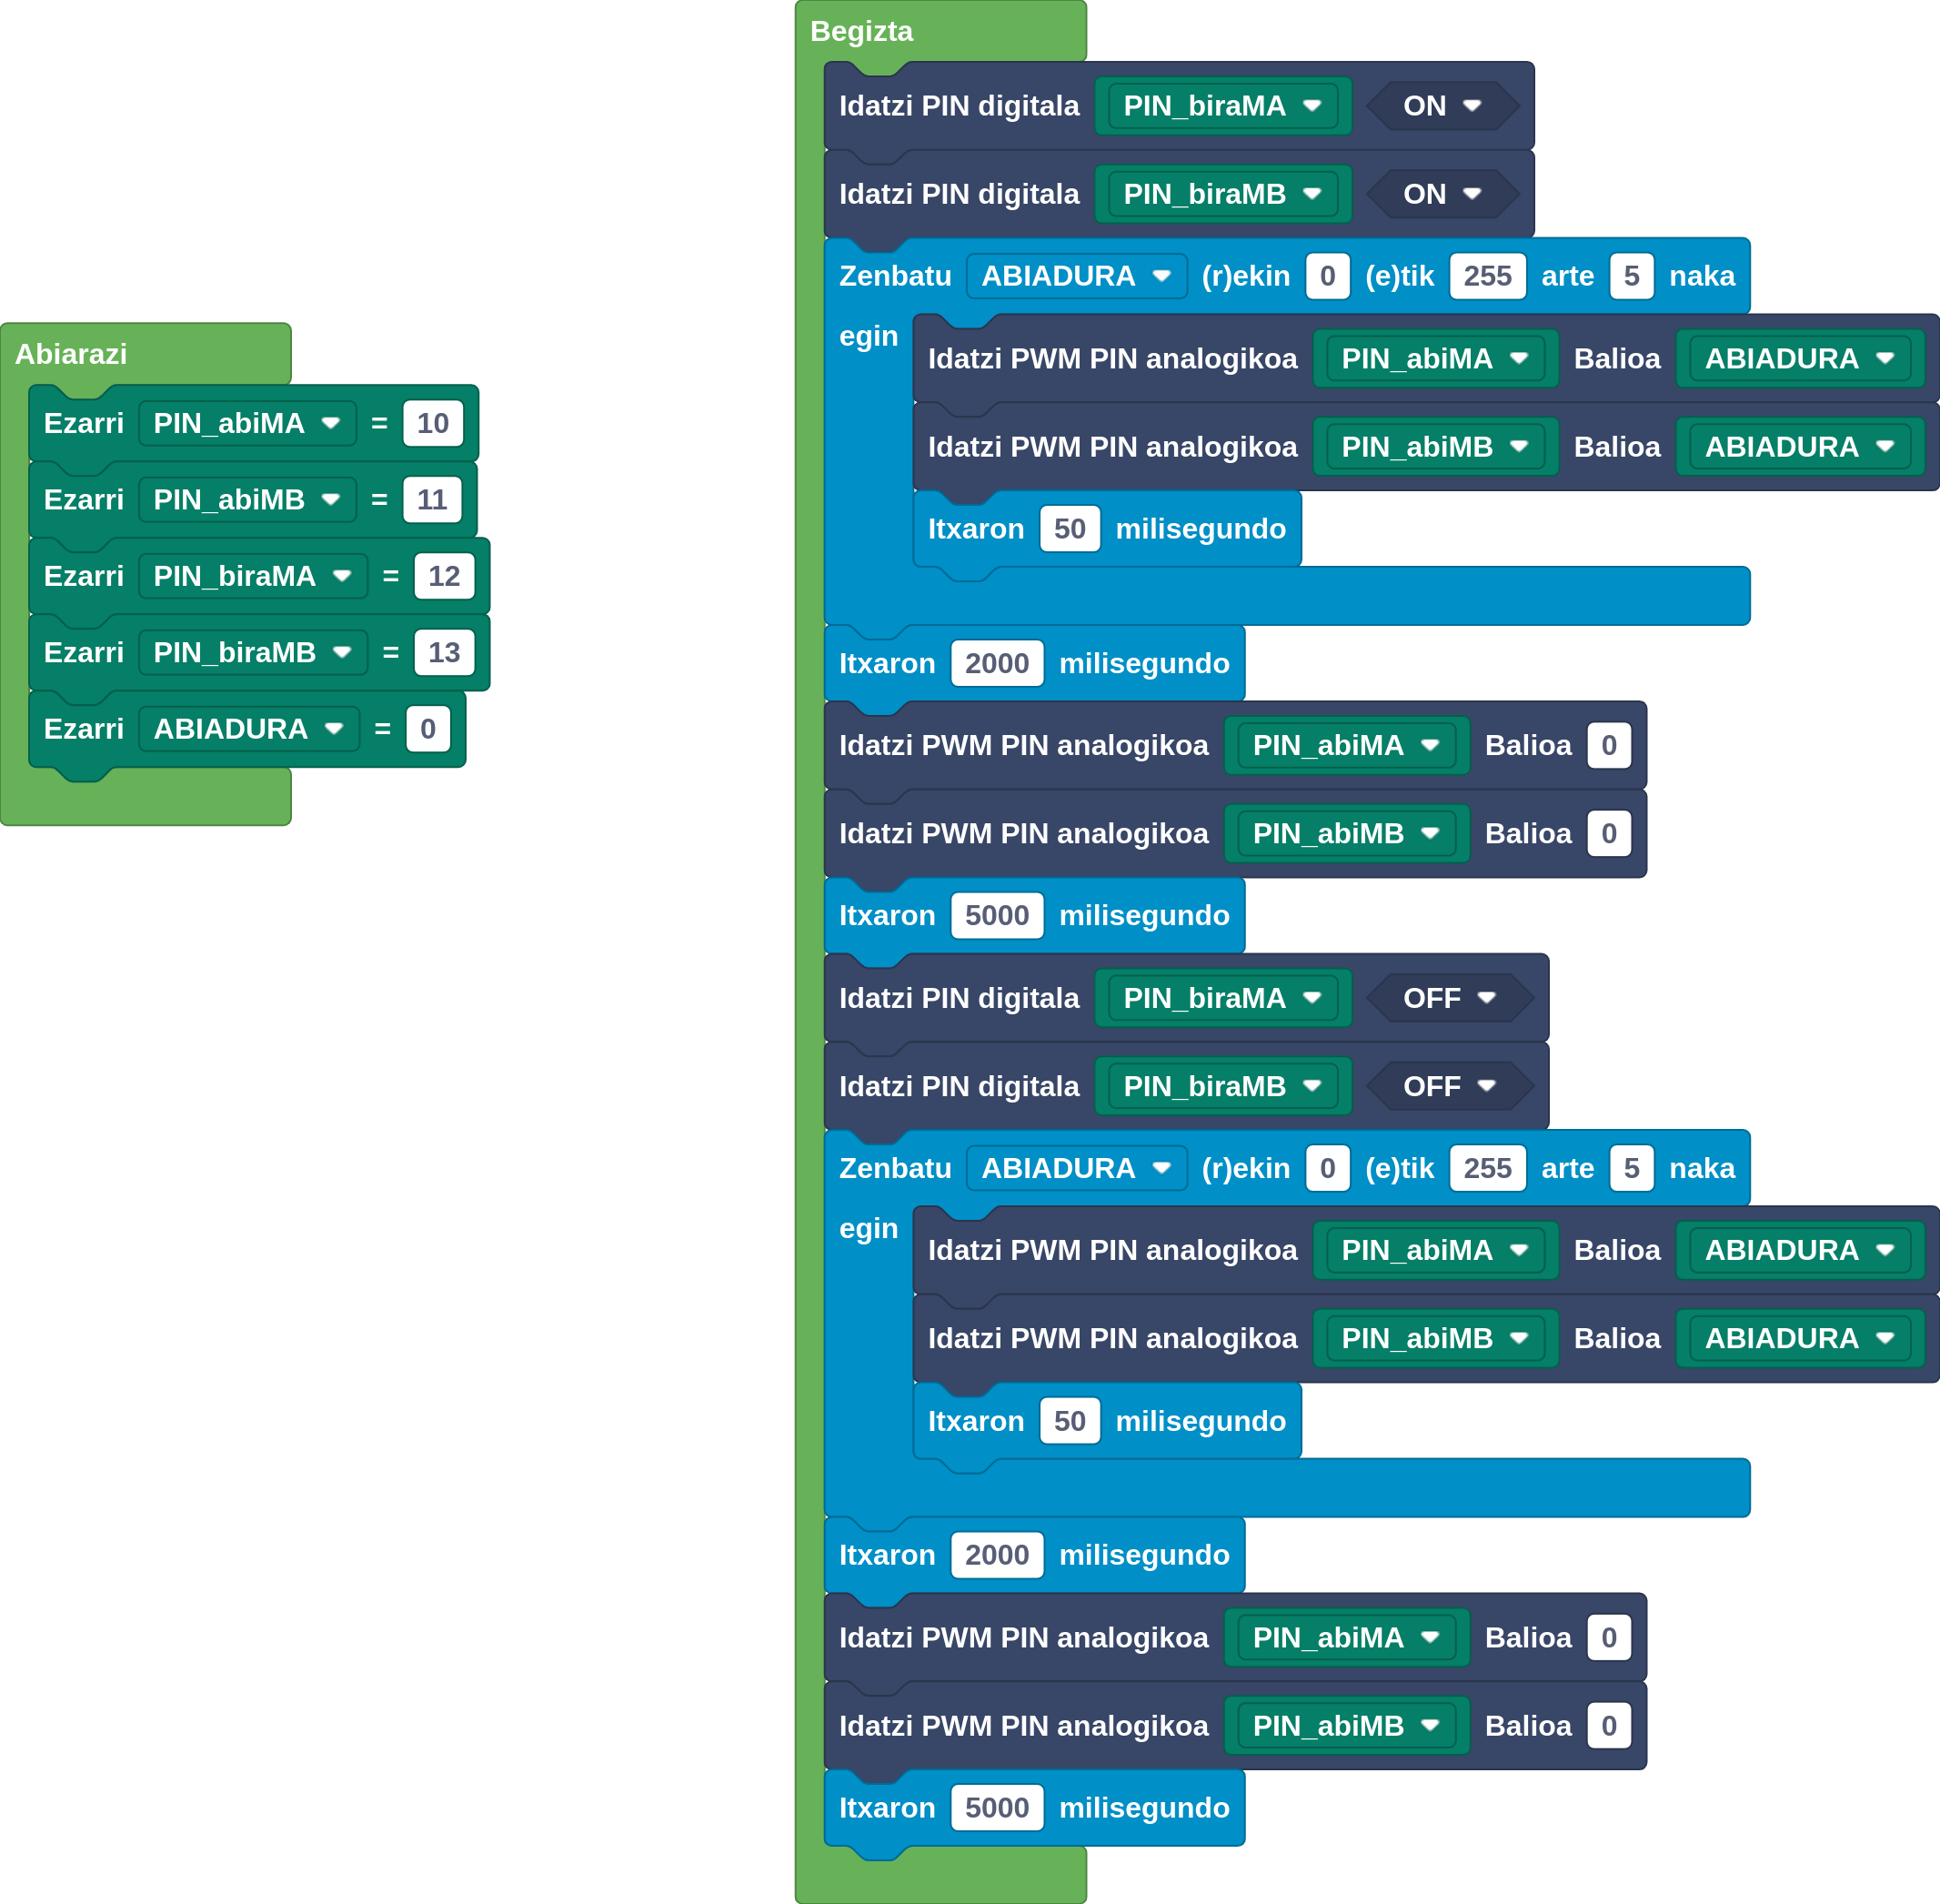 Abiarazi
Ezarri PIN_abiMA = 10
Ezarri PIN_abiMB = 11
Ezarri PIN_biraMA = 12
Ezarri PIN_biraMB = 13
Ezarri ABIADURA = 0
Begizta
Idatzi PIN digitala PIN_biraMA ON
Idatzi PIN digitala PIN_biraMB ON
Zenbatu ABIADURA (r)ekin 0 (e)tik 255 arte 5 naka
egin Idatzi PWM PIN analogikoa PIN_abiMA Balioa ABIADURA
Idatzi PWM PIN analogikoa PIN_abiMB Balioa ABIADURA
Itxaron 50 milisegundo
Itxaron 2000 milisegundo
Idatzi PWM PIN analogikoa PIN_abiMA Balioa 0
Idatzi PWM PIN analogikoa PIN_abiMB Balioa 0
Itxaron 5000 milisegundo
Idatzi PIN digitala PIN_biraMA OFF
Idatzi PIN digitala PIN_biraMB OFF
Zenbatu ABIADURA (r)ekin 0 (e)tik 255 arte 5 naka
egin Idatzi PWM PIN analogikoa PIN_abiMA Balioa ABIADURA
Idatzi PWM PIN analogikoa PIN_abiMB Balioa ABIADURA
Itxaron 50 milisegundo
Itxaron 2000 milisegundo
Idatzi PWM PIN analogikoa PIN_abiMA Balioa 0
Idatzi PWM PIN analogikoa PIN_abiMB Balioa 0
Itxaron 5000 milisegundo